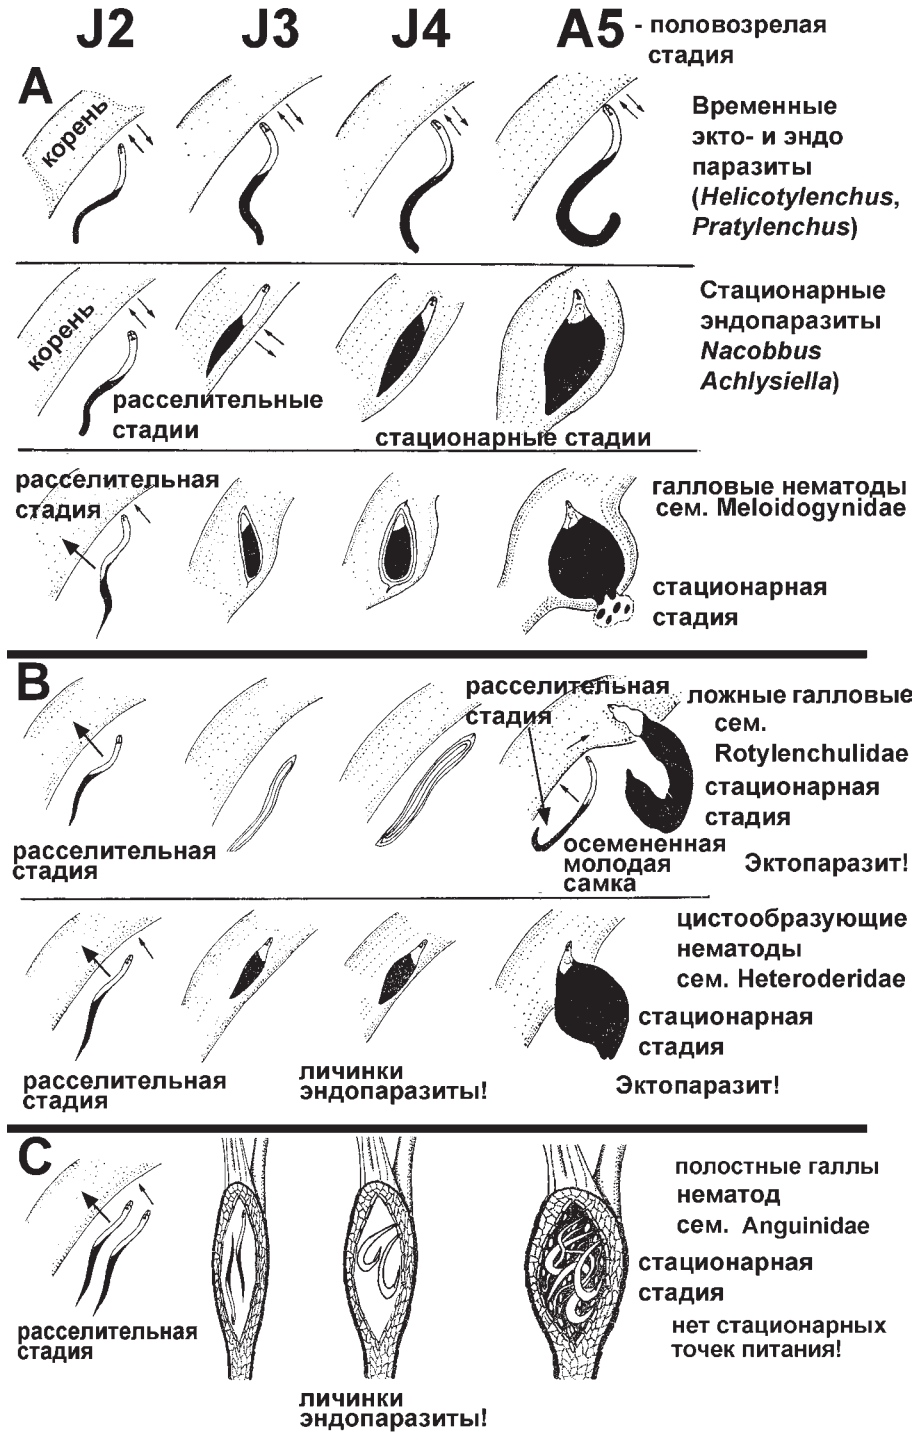 J2 J3 J4 A5 - половозрелая
стадия
A
корень
Временные
экто- и эндо
паразиты
(Helicotylenchus,
Pratylenchus)
корень
Стационарные
эндопаразиты
Nacobbus
Achlysiella)
расселительные
стадии
стационарные стадии
расселительная
стадия
галловые нематоды
сем. Meloidogynidae
стационарная
стадия
B
расселительная
стадия
ложные галловые
сем.
Rotylenchulidae
стационарная
стадия
расселительная
стадия
осемененная
молодая
самка
Эктопаразит!
цистообразующие
нематоды
сем. Heteroderidae
стационарная
стадия
расселительная
стадия
личинки
эндопаразиты!
Эктопаразит!
C
полостные галлы
нематод
сем. Anguinidae
стационарная
стадия
расселительная
стадия
нет стационарных
точек питания!
личинки
эндопаразиты!